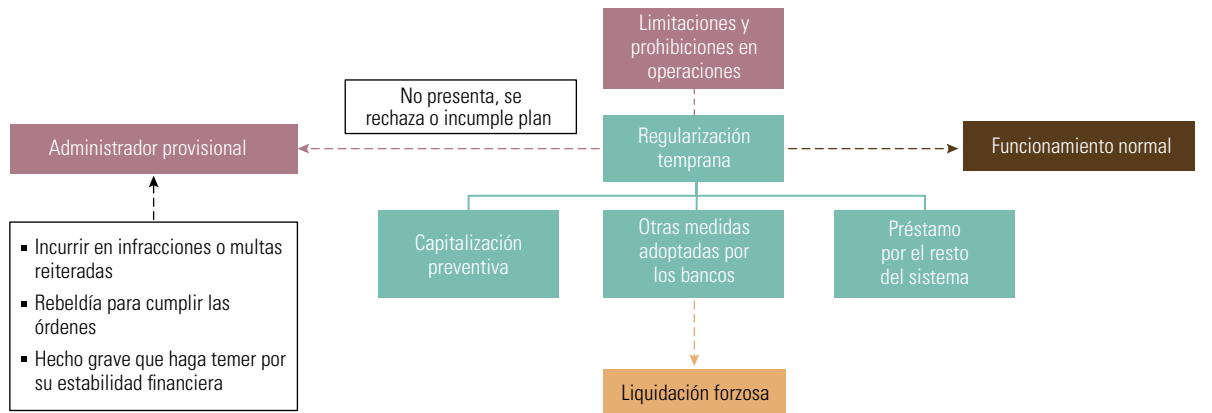 Limitaciones y
prohibiciones en
operaciones
No presenta, se
rechaza o incumple plan
Administrador provisional
Regularización
temprana
Funcionamiento normal
▪ Incurrir en infracciones o multas
reiteradas
▪ Rebeldía para cumplir las
órdenes
▪ Hecho grave que haga temer por
su estabilidad financiera
Capitalización
preventiva
Otras medidas
adoptadas por
los bancos
Préstamo
por el resto
del sistema
Liquidación forzosa